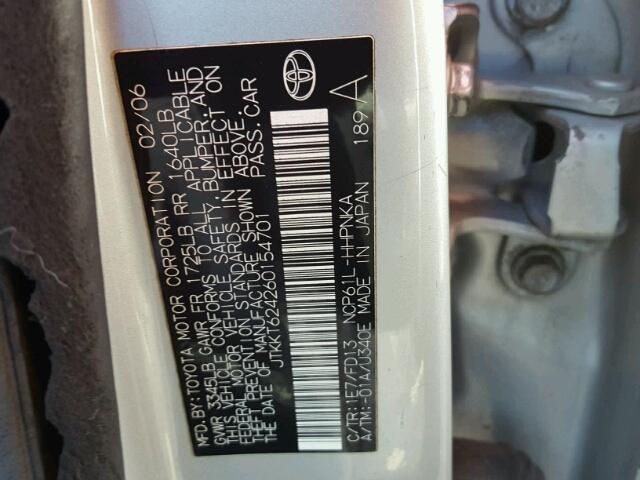 MFD. BY: TOYOTA MOTOR CORPORATION 02/06
GVWR 3345LB GAWR FR 1725LB RR 1640LB
THIS VEHICLE CONFORMS TO ALL APPLICABLE
FEDERAL MOTOR VEHICLE SAFETY, BUMPER, AND
THEFT PREVENTION STANDARDS IN EFFECT ON
THE DATE OF MANUFACTURE SHOWN ABOVE.
JTKKT624260154701 PASS. CAR
C/TR: 1E7/FD13 NCP61L-HHPNKA 189A
A/TM: -01A/U340E MADE IN JAPAN